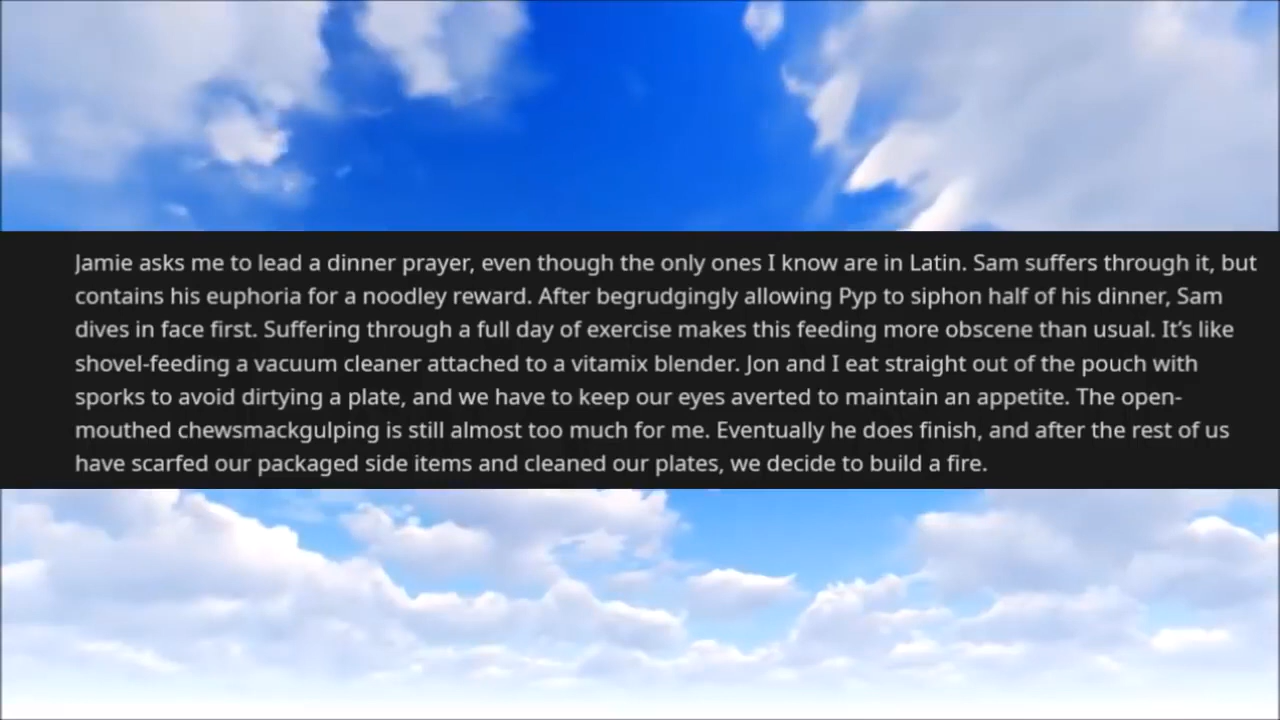 Jamie asks me to lead a dinner prayer, even though the only ones I know are in Latin. Sam suffers through it, but
contains his euphoria for a noodley reward. After begrudgingly allowing Pyp to siphon half of his dinner, Sam
dives in face first. Suffering through a full day of exercise makes this feeding more obscene than usual. It’s like
shovel-feeding a vacuum cleaner attached to a vitamix blender. Jon and I eat straight out of the pouch with
sporks to avoid dirtying a plate, and we have to keep our eyes averted to maintain an appetite. The open-
mouthed chewsmackgulping is still almost too much for me. Eventually he does finish, and after the rest of us
have scarfed our packaged side items and cleaned our plates, we decide to build a fire.